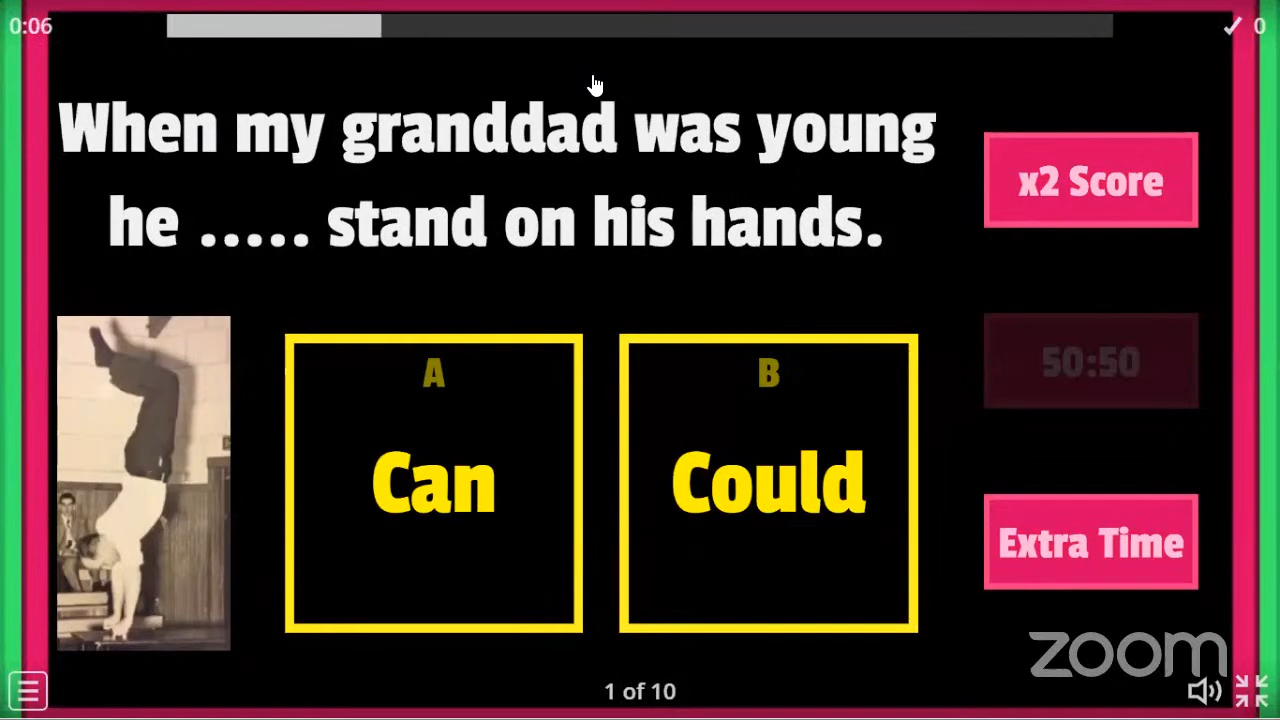 0:06
✓ 0
When my granddad was young
he ..... stand on his hands.
x2 Score
50:50
Extra Time
A
Can
B
Could
zoom
1 of 10